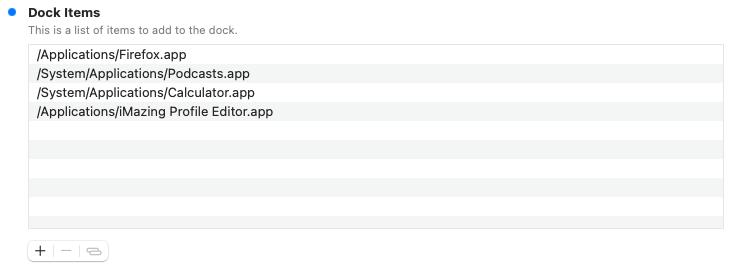 Dock Items
This is a list of items to add to the dock.
/Applications/Firefox.app
/System/Applications/Podcasts.app
/System/Applications/Calculator.app
/Applications/iMazing Profile Editor.app